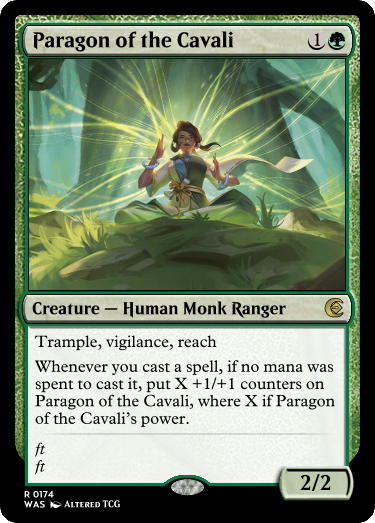 Paragon of the Cavali 1
Creature — Human Monk Ranger
Trample, vigilance, reach
Whenever you cast a spell, if no mana was
spent to cast it, put X +1/+1 counters on
Paragon of the Cavali, where X if Paragon
of the Cavali's power.
ft
ft
2/2
R 0174
WAS Altered TCG